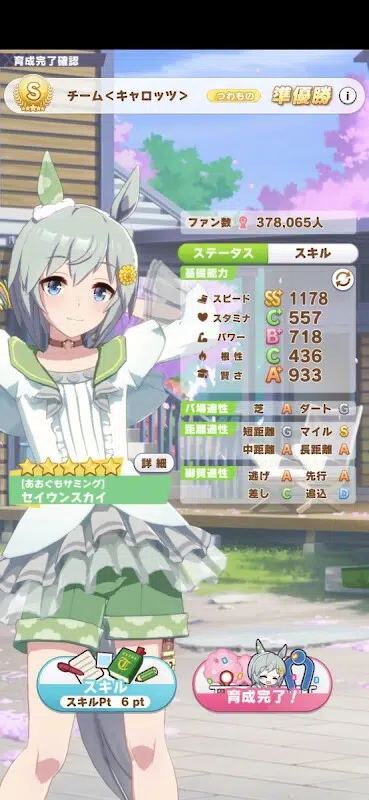 育成完了確認
S
チーム<キャロッツ>
つわもの
準優勝
i
ファン数 378,065人
ステータス
スキル
基礎能力
スピード SS 1178
スタミナ C+ 557
パワー B+ 718
根性 C 436
賢さ A+ 933
バ場適性 芝 A ダート G
距離適性 短距離 G マイル S
中距離 A 長距離 A
脚質適性 逃げ A 先行 A
差し C 追込 D
詳細
[あおぐもサミング]
セイウンスカイ
スキル
スキルPt 6 pt
育成完了!